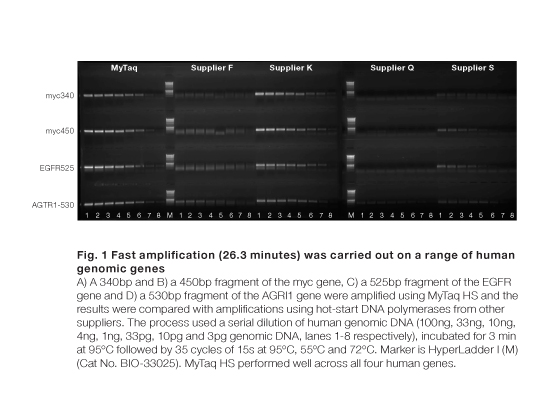 MyTaq Supplier F Supplier K Supplier Q Supplier S
myc340
myc450
EGFR525
AGTR1-530
1 2 3 4 5 6 7 8 M 1 2 3 4 5 6 7 8 1 2 3 4 5 6 7 8 M 1 2 3 4 5 6 7 8 1 2 3 4 5 6 7 8
Fig. 1 Fast amplification (26.3 minutes) was carried out on a range of human
genomic genes
A) A 340bp and B) a 450bp fragment of the myc gene, C) a 525bp fragment of the EGFR
gene and D) a 530bp fragment of the AGRI1 gene were amplified using MyTaq HS and the
results were compared with amplifications using hot-start DNA polymerases from other
suppliers. The process used a serial dilution of human genomic DNA (100ng, 33ng, 10ng,
4ng, 1ng, 33pg, 10pg and 3pg genomic DNA, lanes 1-8 respectively), incubated for 3 min
at 95ºC followed by 35 cycles of 15s at 95ºC, 55ºC and 72ºC. Marker is HyperLadder I (M)
(Cat No. BIO-33025). MyTaq HS performed well across all four human genes.